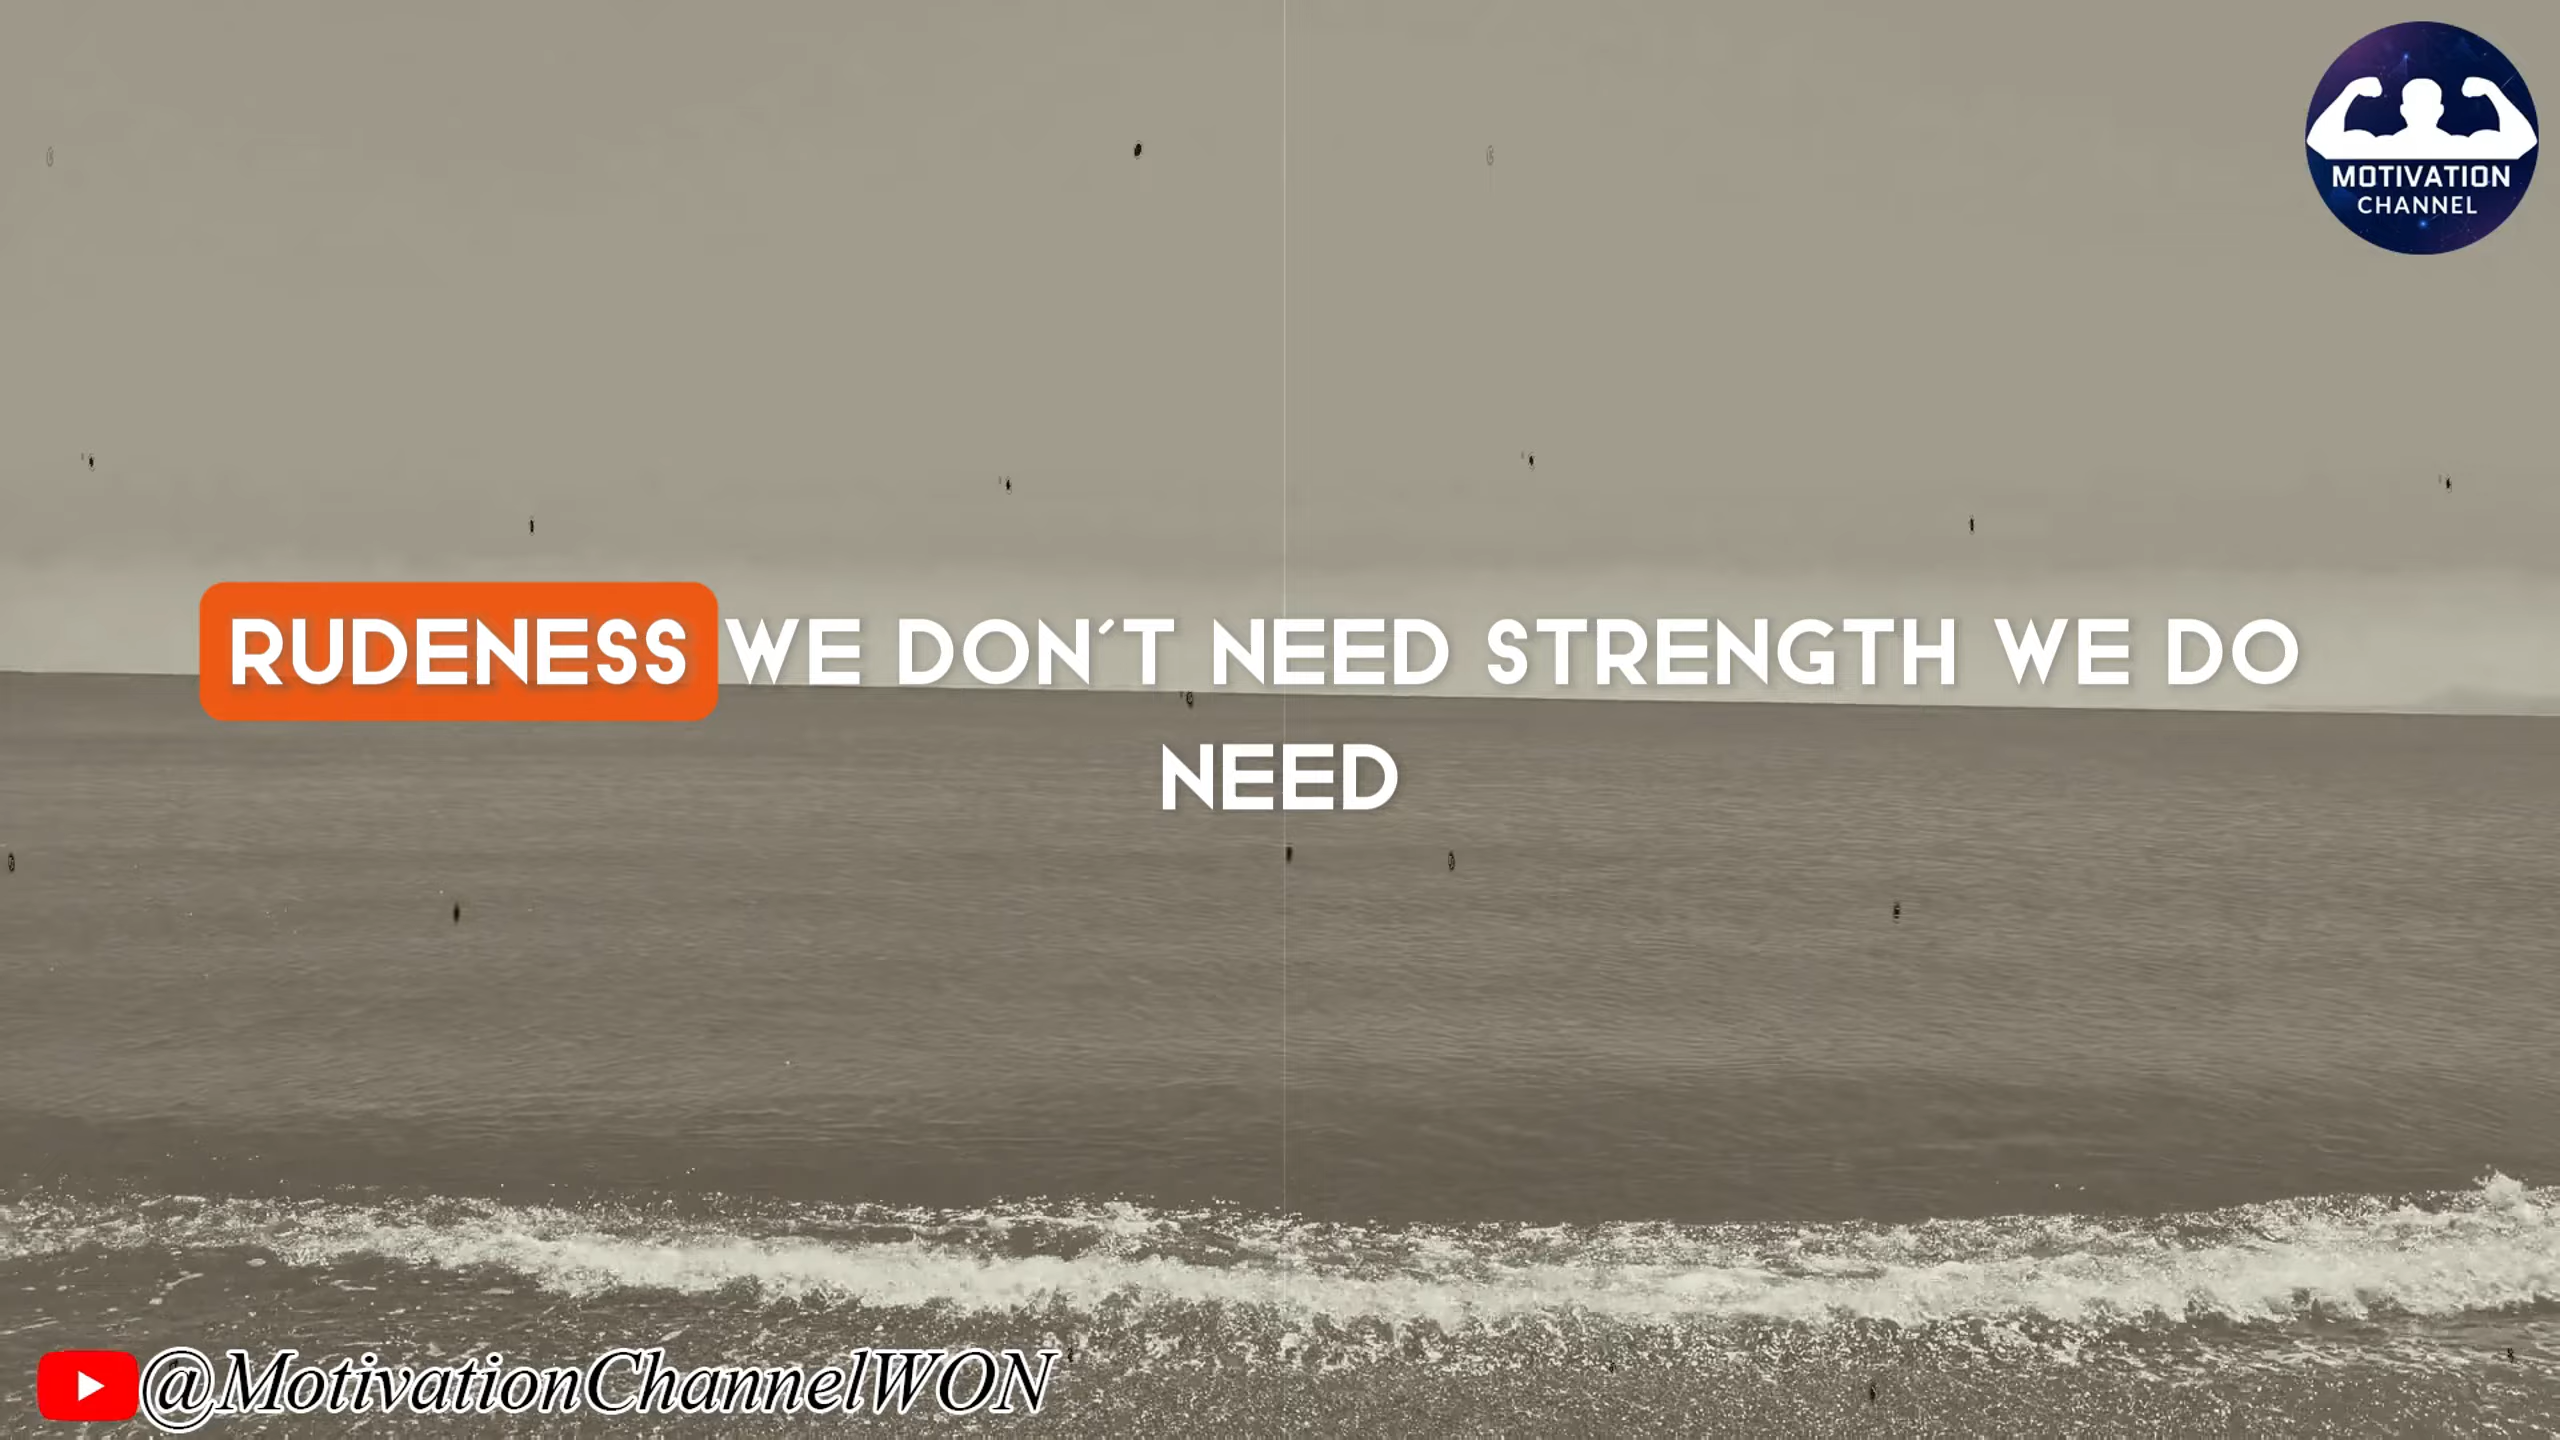 MOTIVATION
CHANNEL
RUDENESS WE DON´T NEED STRENGTH WE DO
NEED
@MotivationChannelWON